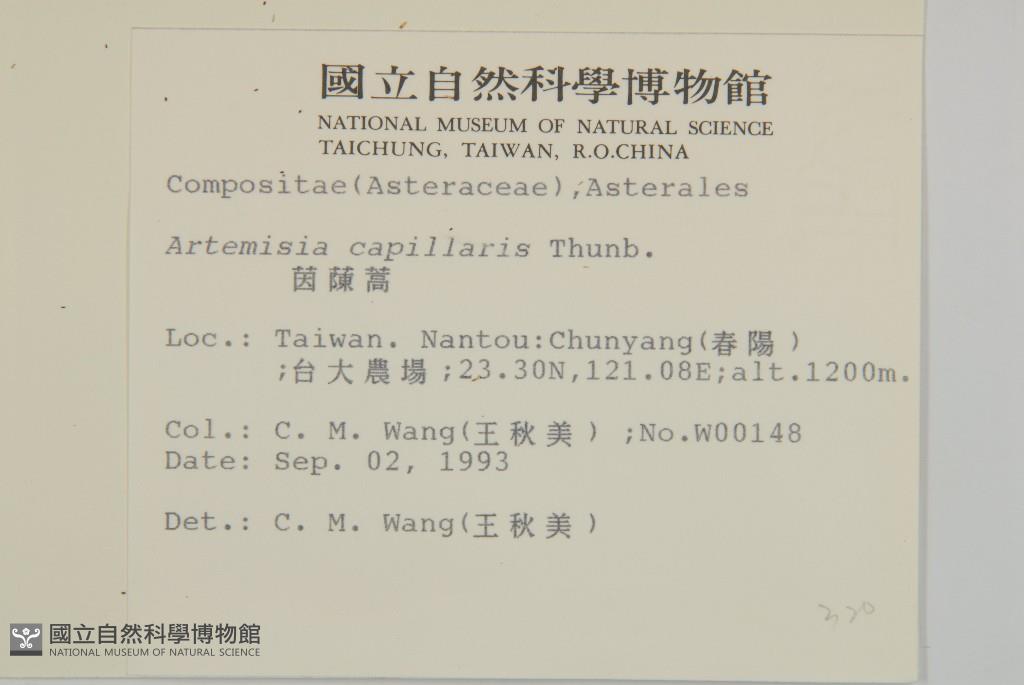 國立自然科學博物館
NATIONAL MUSEUM OF NATURAL SCIENCE
TAICHUNG, TAIWAN, R.O.CHINA
Compositae(Asteraceae),Asterales
Artemisia capillaris Thunb.
茵蔯蒿
Loc.: Taiwan. Nantou:Chunyang(春陽)
;台大農場;23.30N,121.08E;alt.1200m.
Col.: C. M. Wang(王秋美) ;No.W00148
Date: Sep. 02, 1993
Det.: C. M. Wang(王秋美)
320
國立自然科學博物館
NATIONAL MUSEUM OF NATURAL SCIENCE